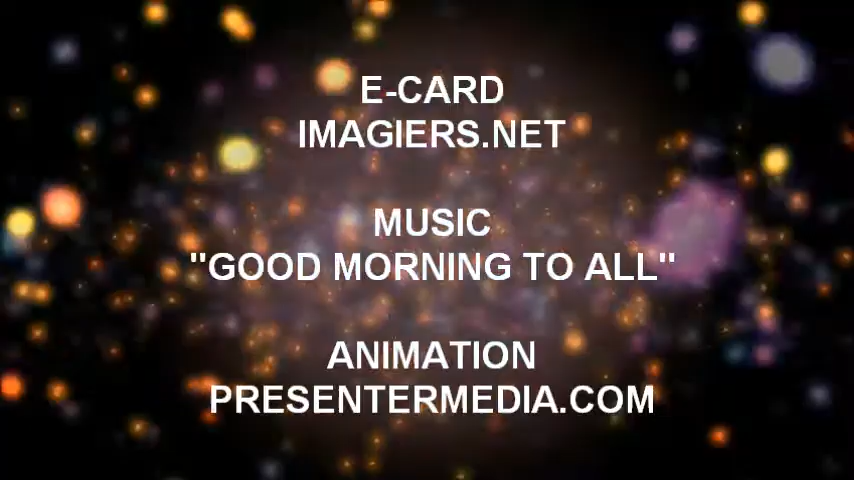 E-CARD
IMAGIERS.NET
MUSIC
"GOOD MORNING TO ALL"
ANIMATION
PRESENTERMEDIA.COM